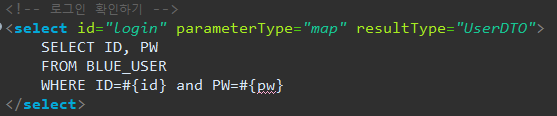 <!-- 로그인 확인하기 -->
<select id="login" parameterType="map" resultType="UserDTO">
SELECT ID, PW
FROM BLUE_USER
WHERE ID=#{id} and PW=#{pw}
</select>